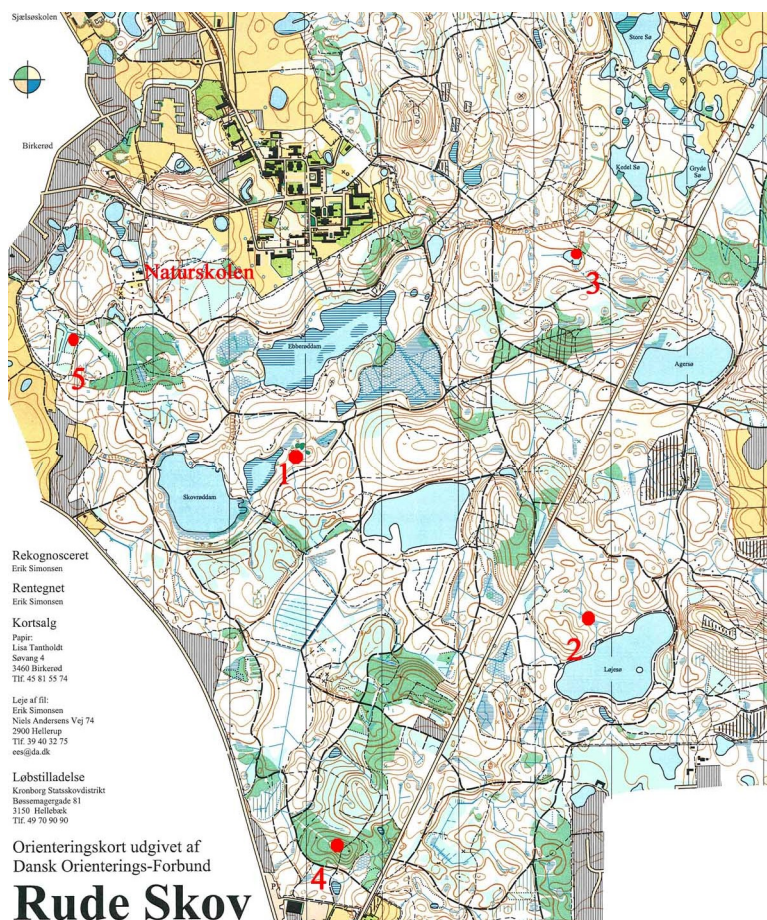 Sjælsøskolen
Store Sø
Birkerød
Kodel Sø
Gryde
Sø
Naturskolen
3
Ebberøddam
Agersø
5
1
Skovrøddam
Rekognosceret
Erik Simonsen
Rentegnet
Erik Simonsen
Kortsalg
Papir:
Lisa Tantholdt
Søvang 4
3460 Birkerød
Tlf. 45 81 55 74
2
Løjesø
Leje af fil:
Erik Simonsen
Niels Andersens Vej 74
2900 Hellerup
Tlf. 39 40 32 75
ees@da.dk
Løbstilladelse
Kronborg Statsskovdistrikt
Bøssemagergade 81
3150 Hellebæk
Tlf. 49 70 90 90
Orienteringskort udgivet af
Dansk Orienterings-Forbund
4
P
Rude Skov